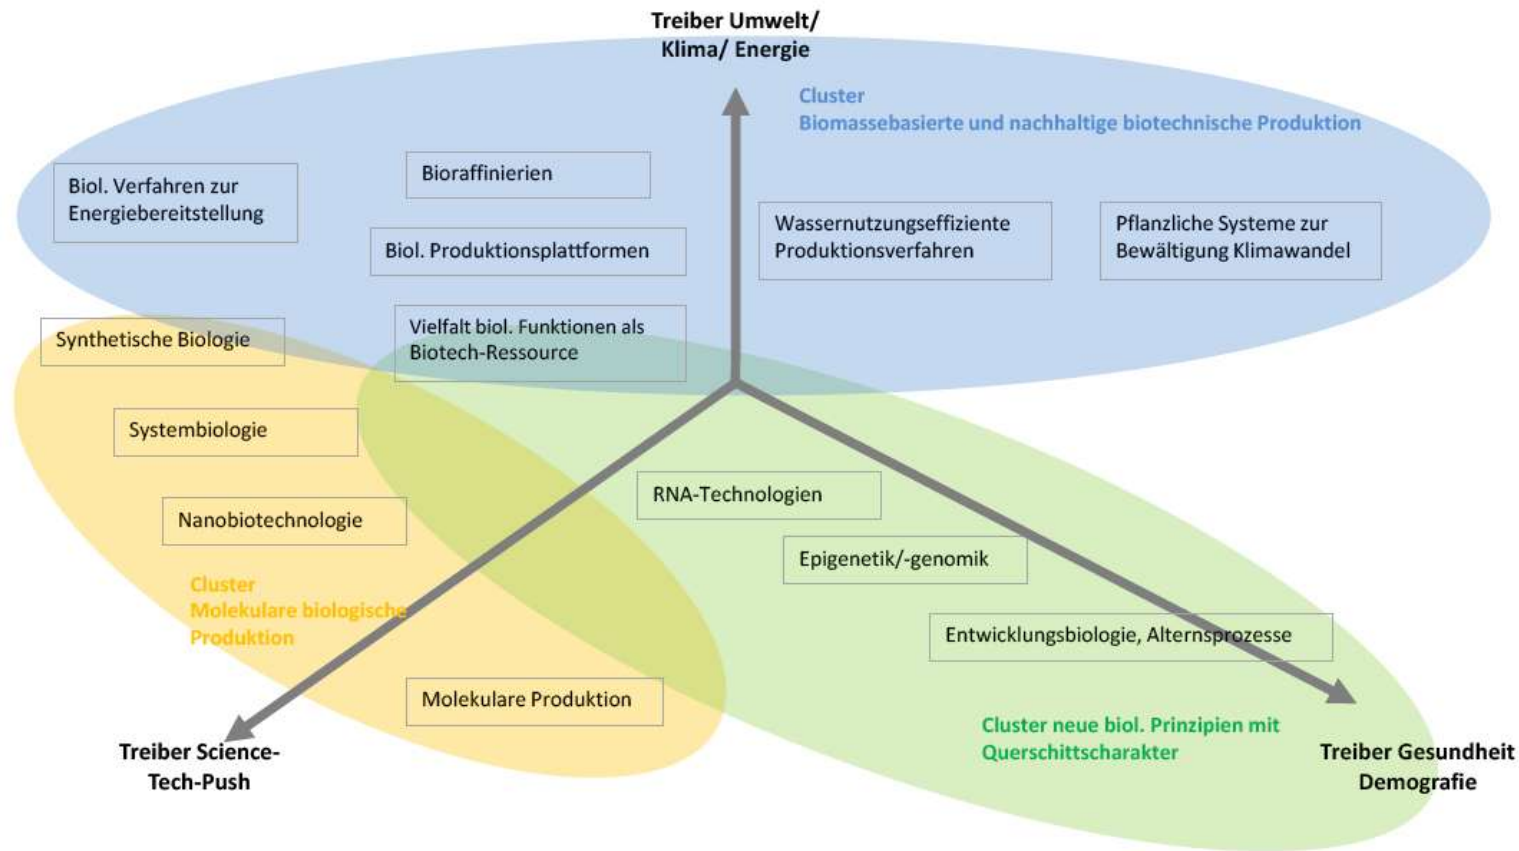 Treiber Umwelt/
Klima/ Energie
Cluster
Biomassebasierte und nachhaltige biotechnische Produktion
Biol. Verfahren zur
Energiebereitstellung
Bioraffinierien
Biol. Produktionsplattformen
Wassernutzungseffiziente
Produktionsverfahren
Pflanzliche Systeme zur
Bewältigung Klimawandel
Synthetische Biologie
Vielfalt biol. Funktionen als
Biotech-Ressource
Systembiologie
Nanobiotechnologie
RNA-Technologien
Epigenetik/-genomik
Cluster
Molekulare biologische
Produktion
Entwicklungsbiologie, Alternsprozesse
Molekulare Produktion
Cluster neue biol. Prinzipien mit
Querschittscharakter
Treiber Science-
Tech-Push
Treiber Gesundheit
Demografie